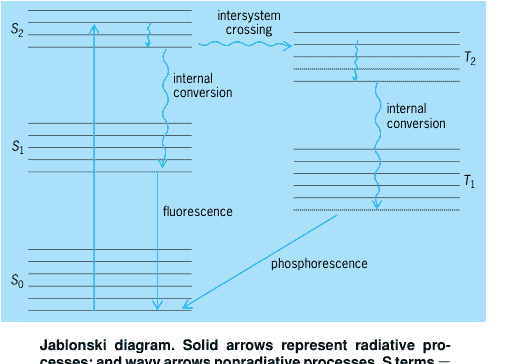 S2
intersystem
crossing
T2
internal
conversion
internal
conversion
S1
T1
fluorescence
phosphorescence
S0
Jablonski diagram. Solid arrows represent radiative pro-
cesses; and wavy arrows nonradiative processes. S terms =